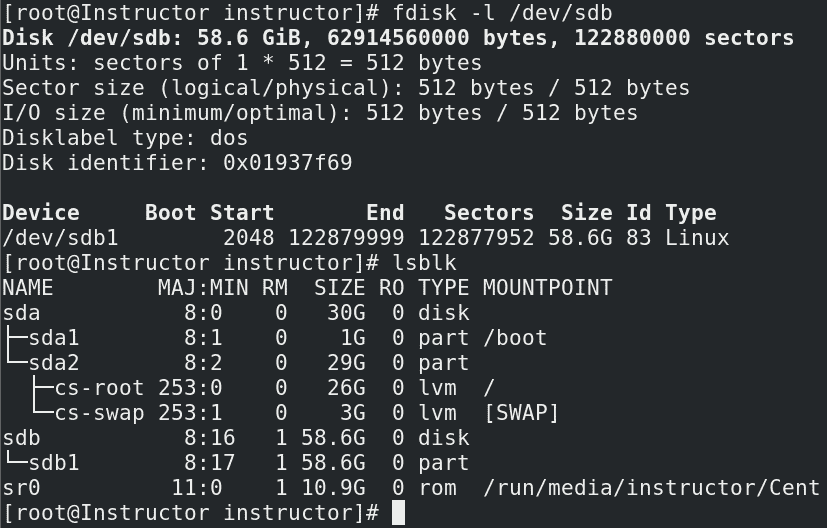 [root@Instructor instructor]# fdisk -l /dev/sdb
Disk /dev/sdb: 58.6 GiB, 62914560000 bytes, 122880000 sectors
Units: sectors of 1 * 512 = 512 bytes
Sector size (logical/physical): 512 bytes / 512 bytes
I/O size (minimum/optimal): 512 bytes / 512 bytes
Disklabel type: dos
Disk identifier: 0x01937f69

Device     Boot Start       End   Sectors  Size Id Type
/dev/sdb1        2048 122879999 122877952 58.6G 83 Linux
[root@Instructor instructor]# lsblk
NAME        MAJ:MIN RM  SIZE RO TYPE MOUNTPOINT
sda           8:0    0   30G  0 disk
├─sda1        8:1    0    1G  0 part /boot
└─sda2        8:2    0   29G  0 part
  ├─cs-root 253:0    0   26G  0 lvm  /
  └─cs-swap 253:1    0    3G  0 lvm  [SWAP]
sdb           8:16   1 58.6G  0 disk
└─sdb1        8:17   1 58.6G  0 part
sr0          11:0    1 10.9G  0 rom  /run/media/instructor/Cent
[root@Instructor instructor]#